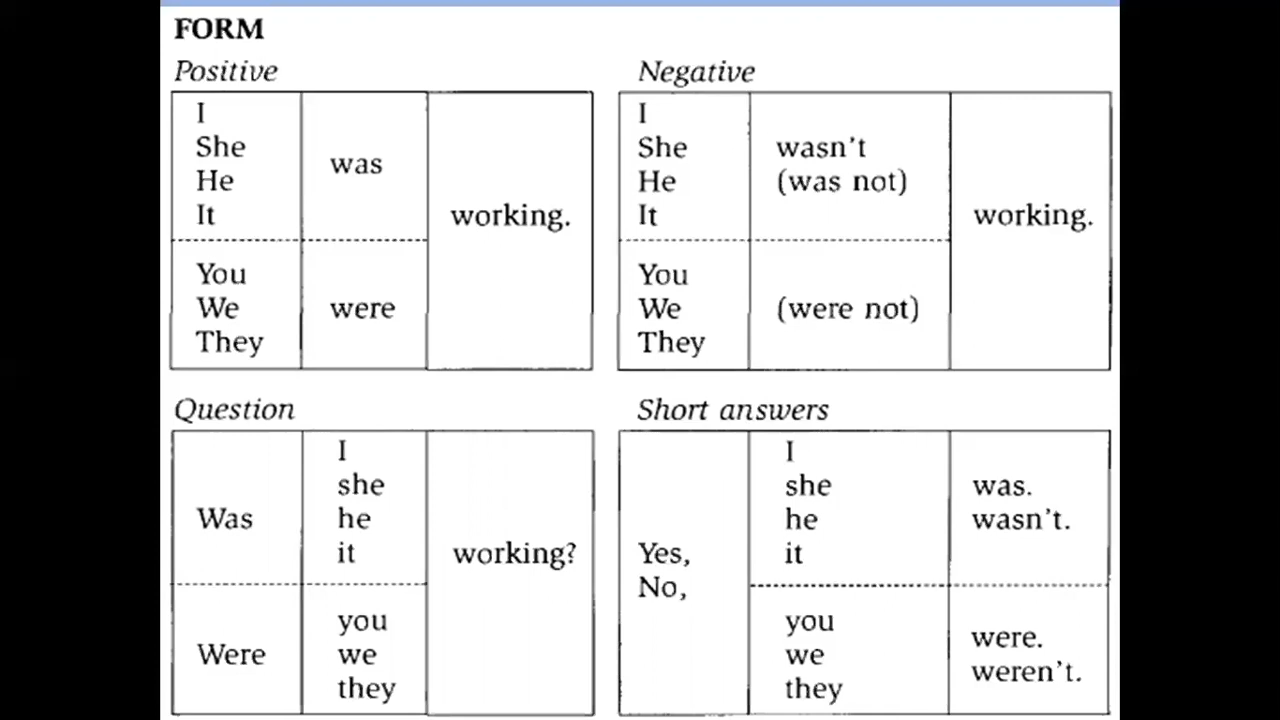 FORM
Positive
I
She
He
It
was
You
We
They
were
working.
Negative
I
She
He
It
wasn't
(was not)
You
We
They
(were not)
working.
Question
Was
I
she
he
it
Were
you
we
they
working?
Short answers
Yes,
No,
I
she
he
it
was.
wasn't.
you
we
they
were.
weren't.